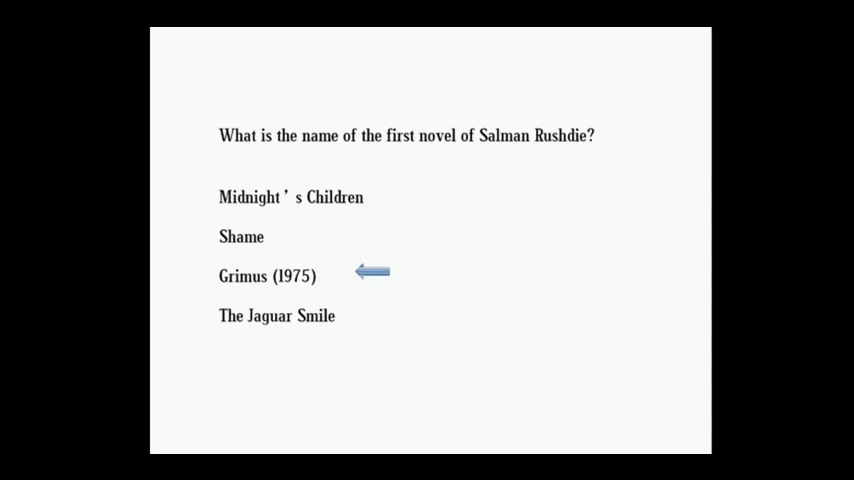 What is the name of the first novel of Salman Rushdie?
Midnight’s Children
Shame
Grimus (1975)
The Jaguar Smile